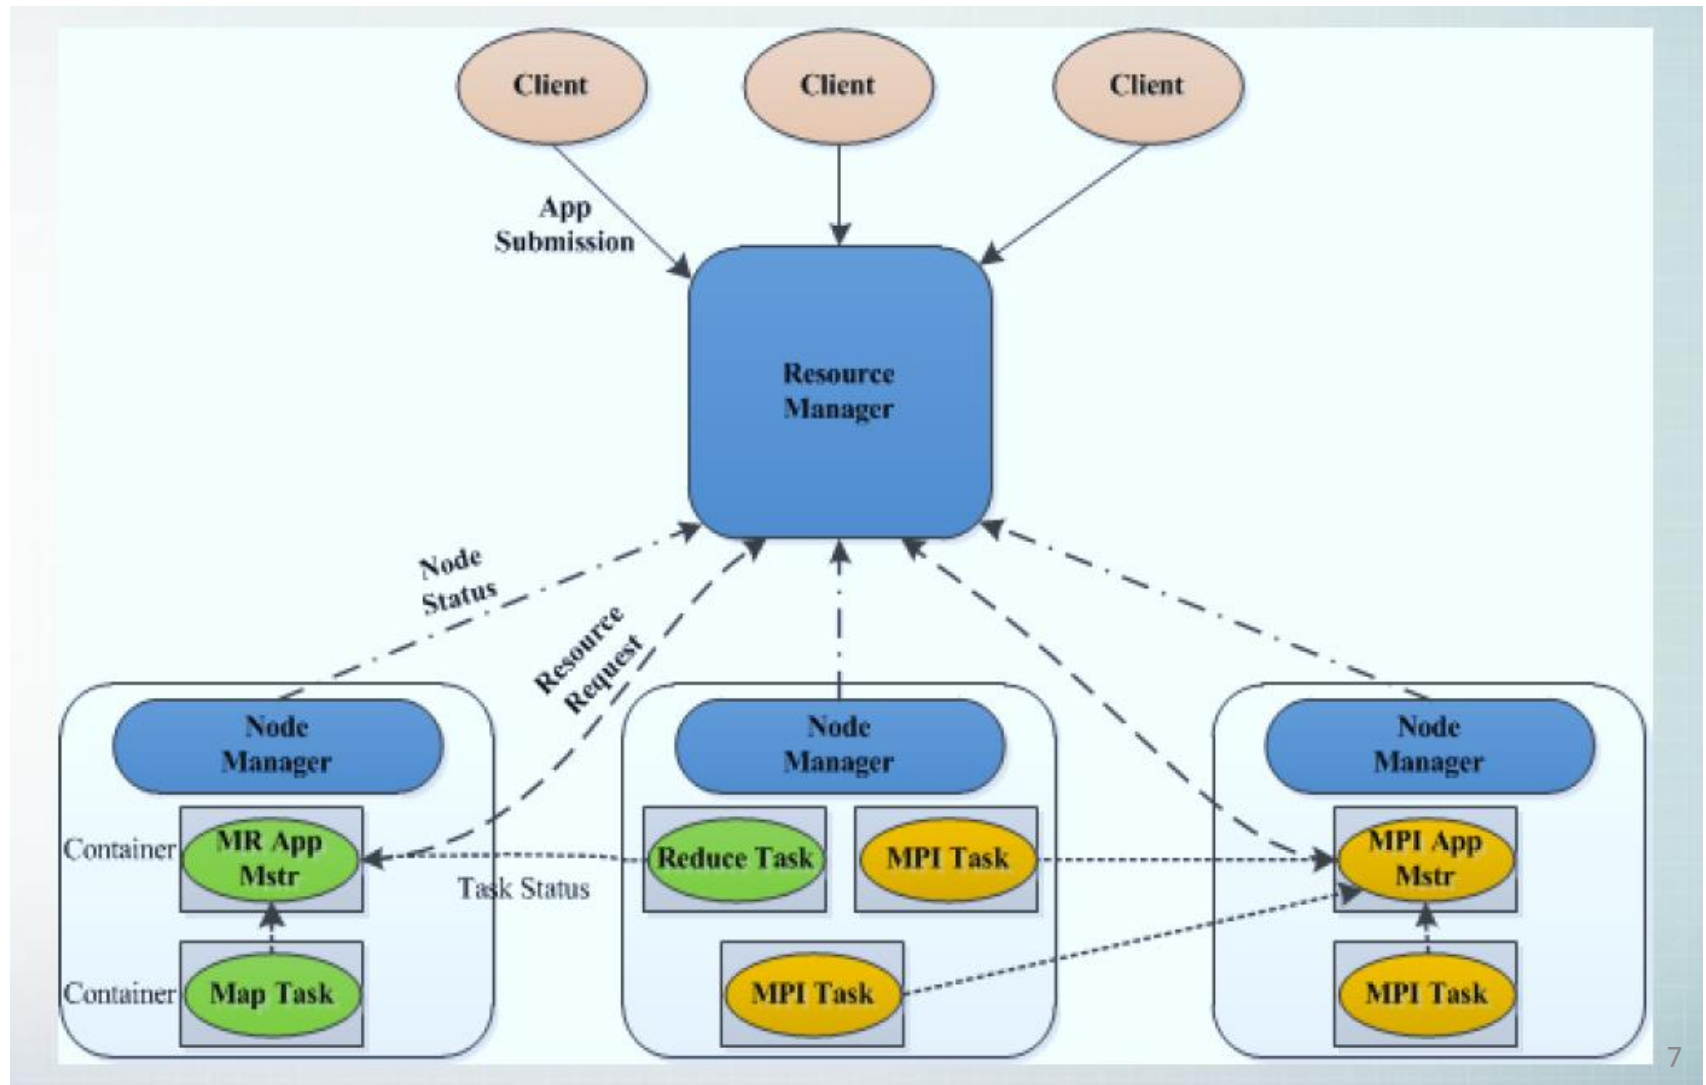 Client
Client
Client
App
Submission
Resource
Manager
Node
Status
Resource
Request
Node
Manager
Node
Manager
Node
Manager
Container
MR App
Mstr
Reduce Task
MPI Task
MPI App
Mstr
Task Status
Container
Map Task
MPI Task
MPI Task
7